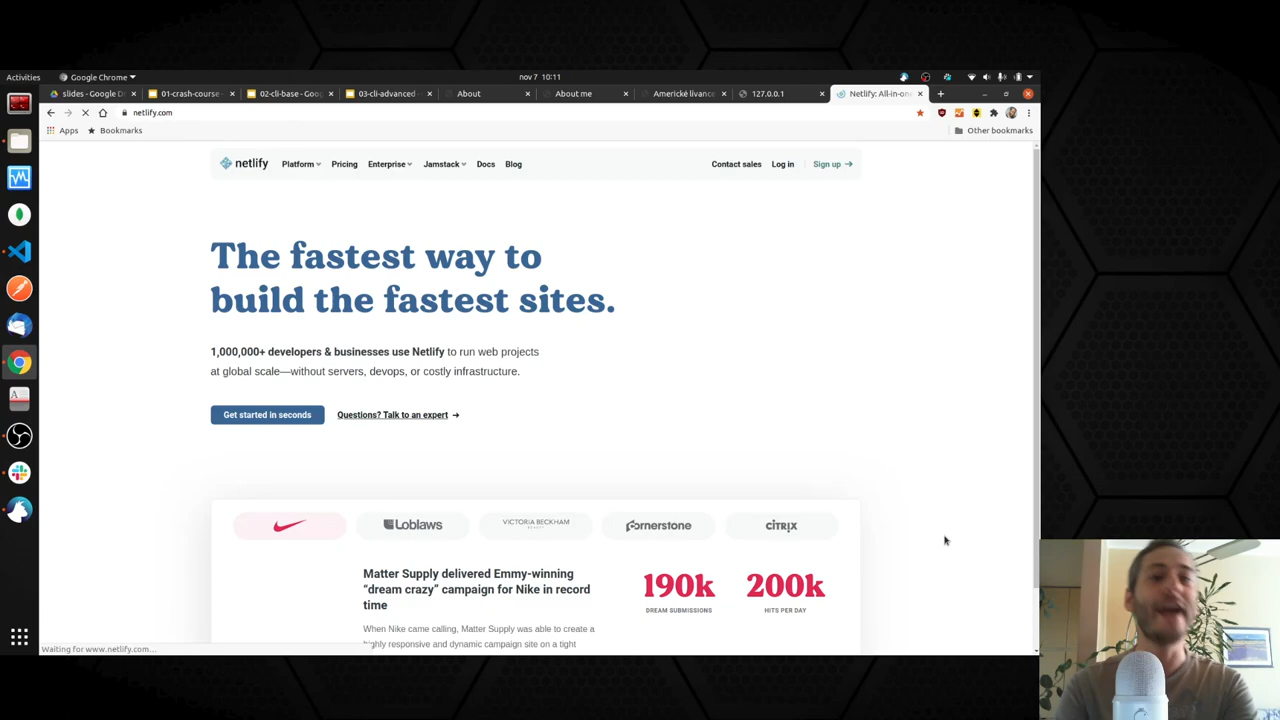 Activities
Google Chrome
nov 7 10:11
slides - Google D
01-crash-course -
02-cli-base - Goo
03-cli-advanced -
About
About me
Americké livanc
127.0.0.1
Netlify: All-in-one
netlify.com
Apps
Bookmarks
Other bookmarks
netlify
Platform
Pricing
Enterprise
Jamstack
Docs
Blog
Contact sales
Log in
Sign up →
The fastest way to
build the fastest sites.
1,000,000+ developers & businesses use Netlify to run web projects
at global scale—without servers, devops, or costly infrastructure.
Get started in seconds
Questions? Talk to an expert →
Loblaws
VICTORIA BECKHAM
BEAUTY
Cornerstone
CITRIX
Matter Supply delivered Emmy-winning
“dream crazy” campaign for Nike in record
time
190k
DREAM SUBMISSIONS
200k
HITS PER DAY
When Nike came calling, Matter Supply was able to create a
highly responsive and dynamic campaign site on a tight
Waiting for www.netlify.com...